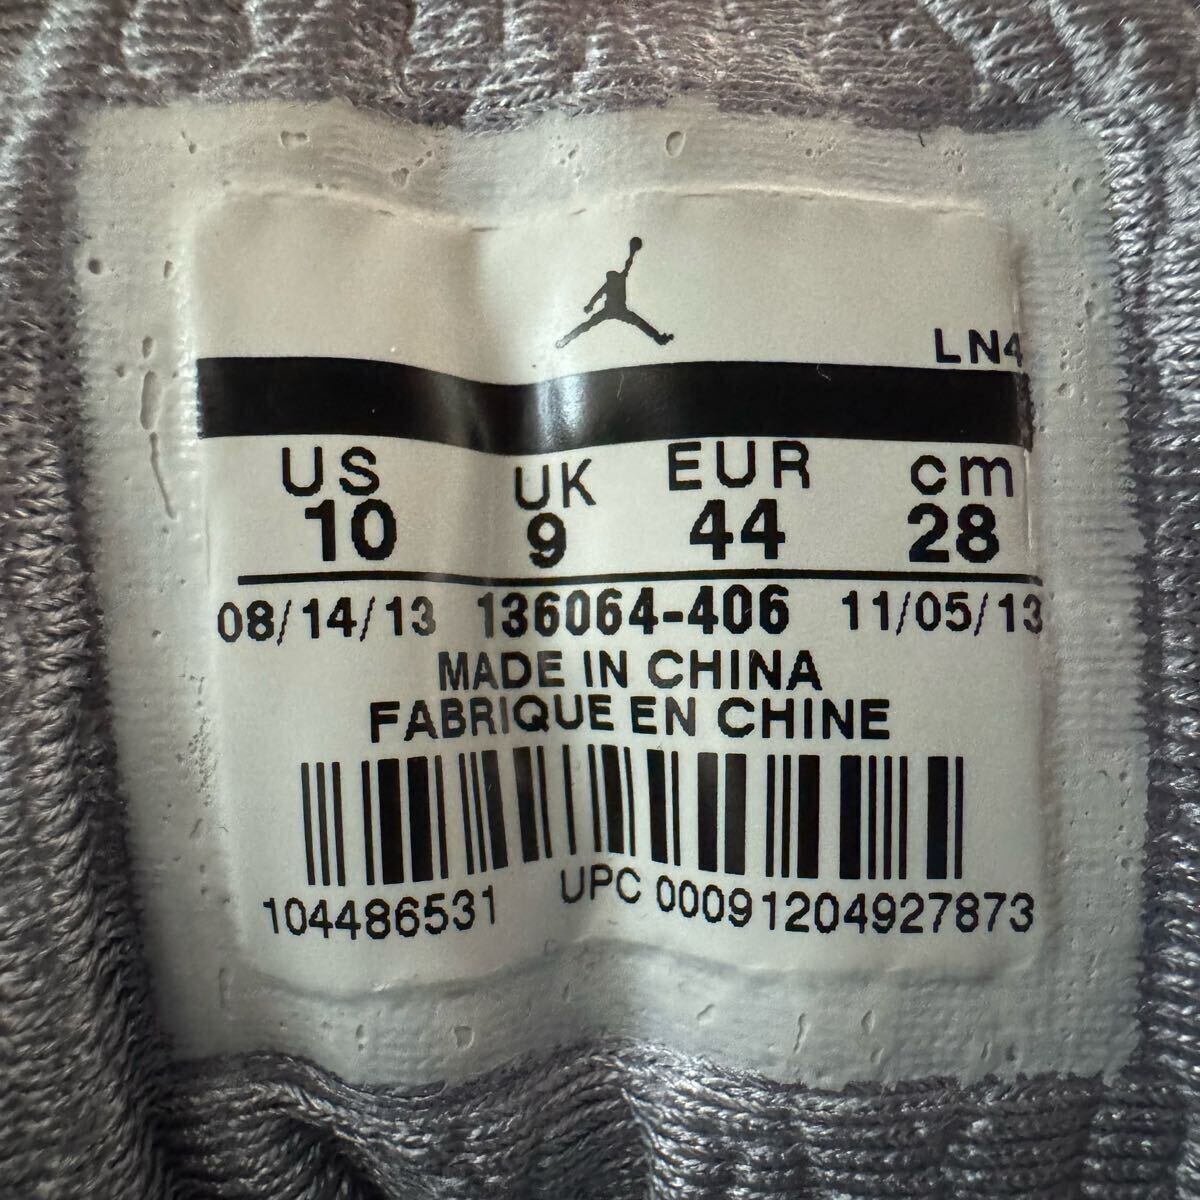 LN4
US UK EUR cm
10 9 44 28
08/14/13 136064-406 11/05/13
MADE IN CHINA
FABRIQUE EN CHINE
104486531 UPC 00091204927873